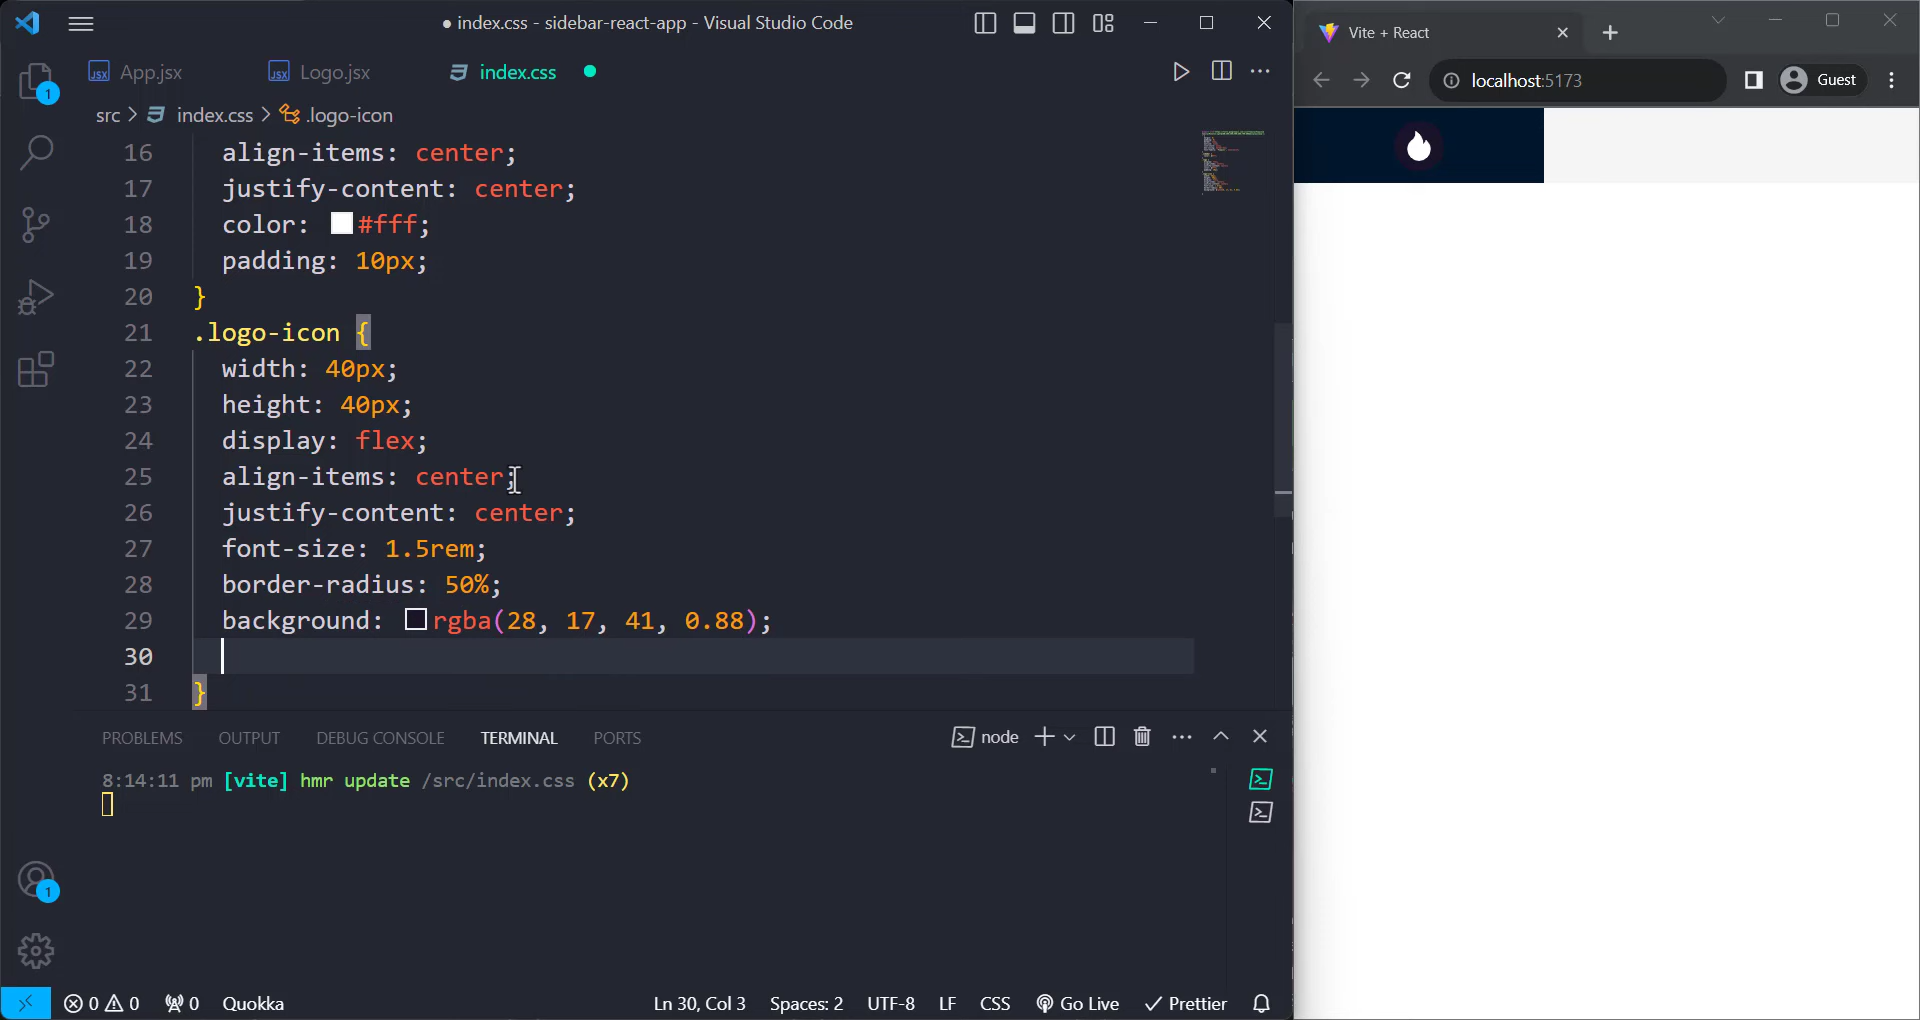 index.css - sidebar-react-app - Visual Studio Code
App.jsx
Logo.jsx
index.css
src > index.css > .logo-icon
16 align-items: center;
17 justify-content: center;
18 color: #fff;
19 padding: 10px;
20 }
21 .logo-icon {
22 width: 40px;
23 height: 40px;
24 display: flex;
25 align-items: center;
26 justify-content: center;
27 font-size: 1.5rem;
28 border-radius: 50%;
29 background: rgba(28, 17, 41, 0.88);
30
31 }
PROBLEMS OUTPUT DEBUG CONSOLE TERMINAL PORTS
node
8:14:11 pm [vite] hmr update /src/index.css (x7)
1
JSX
JSX
1
0 0 0 Quokka
Ln 30, Col 3 Spaces: 2 UTF-8 LF CSS Go Live Prettier
Vite + React
localhost:5173
Guest